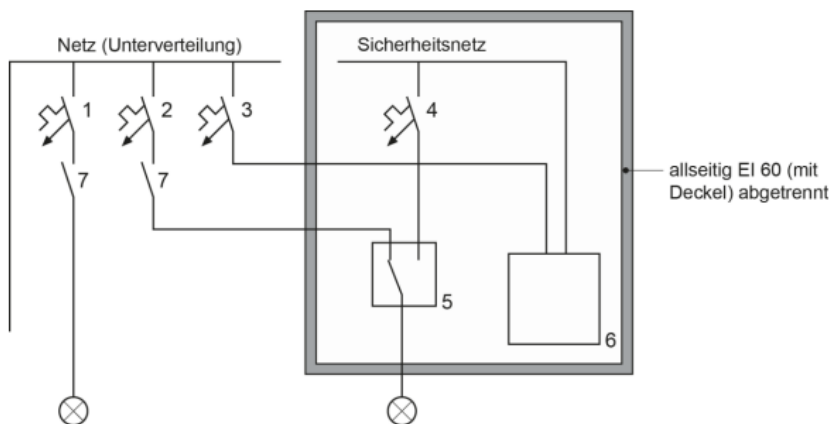 Netz (Unterverteilung)
Sicherheitsnetz
1
2
3
4
7
7
allseitig EI 60 (mit
Deckel) abgetrennt
5
6